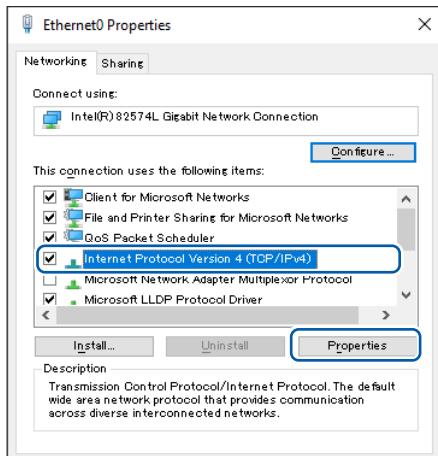 Ethernet0 Properties
Networking Sharing
Connect using:
Intel(R) 82574L Gigabit Network Connection
Configure...
This connection uses the following items:
Client for Microsoft Networks
File and Printer Sharing for Microsoft Networks
QoS Packet Scheduler
Internet Protocol Version 4 (TCP/IPv4)
Microsoft Network Adapter Multiplexor Protocol
Microsoft LLDP Protocol Driver
Install... Uninstall Properties
Description
Transmission Control Protocol/Internet Protocol. The default
wide area network protocol that provides communication
across diverse interconnected networks.